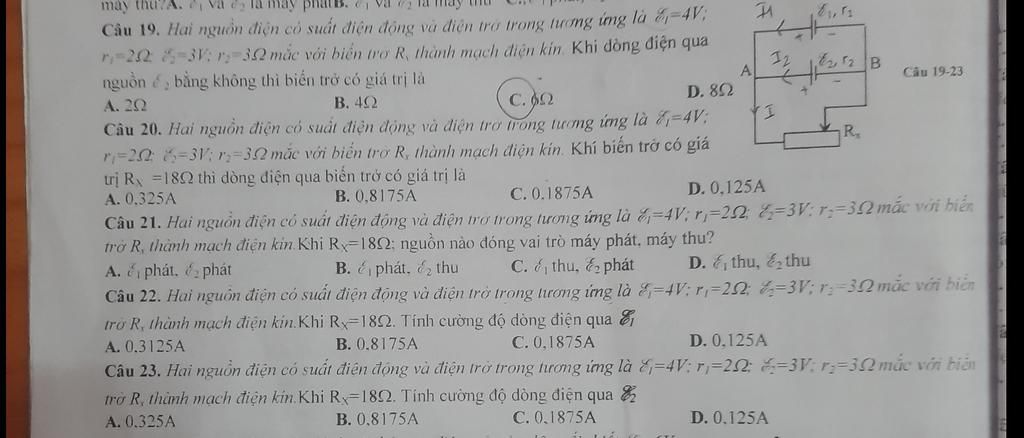 máy thu?A. ℰ₁ và ℰ₂ là máy phátB. ℰ₁ và ℰ₂ là máy thu
Câu 19. Hai nguồn điện có suất điện động và điện trở trong tương ứng là ℰ₁=4V;
r₁=2Ω; ℰ₂=3V; r₂=3Ω mắc với biến trở Rₓ thành mạch điện kín. Khi dòng điện qua
nguồn ℰ₂ bằng không thì biến trở có giá trị là
A. 2Ω B. 4Ω C. 6Ω D. 8Ω
I1 ℰ₁, r₁
+ −
I2 ℰ₂, r₂
A B
+ −
I
Rₓ
Câu 19-23
Câu 20. Hai nguồn điện có suất điện động và điện trở trong tương ứng là ℰ₁=4V;
r₁=2Ω; ℰ₂=3V; r₂=3Ω mắc với biến trở Rₓ thành mạch điện kín. Khi biến trở có giá
trị Rₓ =18Ω thì dòng điện qua biến trở có giá trị là
A. 0,325A B. 0,8175A C. 0,1875A D. 0,125A
Câu 21. Hai nguồn điện có suất điện động và điện trở trong tương ứng là ℰ₁=4V; r₁=2Ω; ℰ₂=3V; r₂=3Ω mắc với biến
trở Rₓ thành mạch điện kín.Khi Rₓ=18Ω; nguồn nào đóng vai trò máy phát, máy thu?
A. ℰ₁ phát, ℰ₂ phát B. ℰ₁ phát, ℰ₂ thu C. ℰ₁ thu, ℰ₂ phát D. ℰ₁ thu, ℰ₂ thu
Câu 22. Hai nguồn điện có suất điện động và điện trở trong tương ứng là ℰ₁=4V; r₁=2Ω; ℰ₂=3V; r₂=3Ω mắc với biến
trở Rₓ thành mạch điện kín.Khi Rₓ=18Ω. Tính cường độ dòng điện qua ℰ₁
A. 0,3125A B. 0,8175A C. 0,1875A D. 0,125A
Câu 23. Hai nguồn điện có suất điện động và điện trở trong tương ứng là ℰ₁=4V; r₁=2Ω; ℰ₂=3V; r₂=3Ω mắc với biến
trở Rₓ thành mạch điện kín.Khi Rₓ=18Ω. Tính cường độ dòng điện qua ℰ₂
A. 0,325A B. 0,8175A C. 0,1875A D. 0,125A